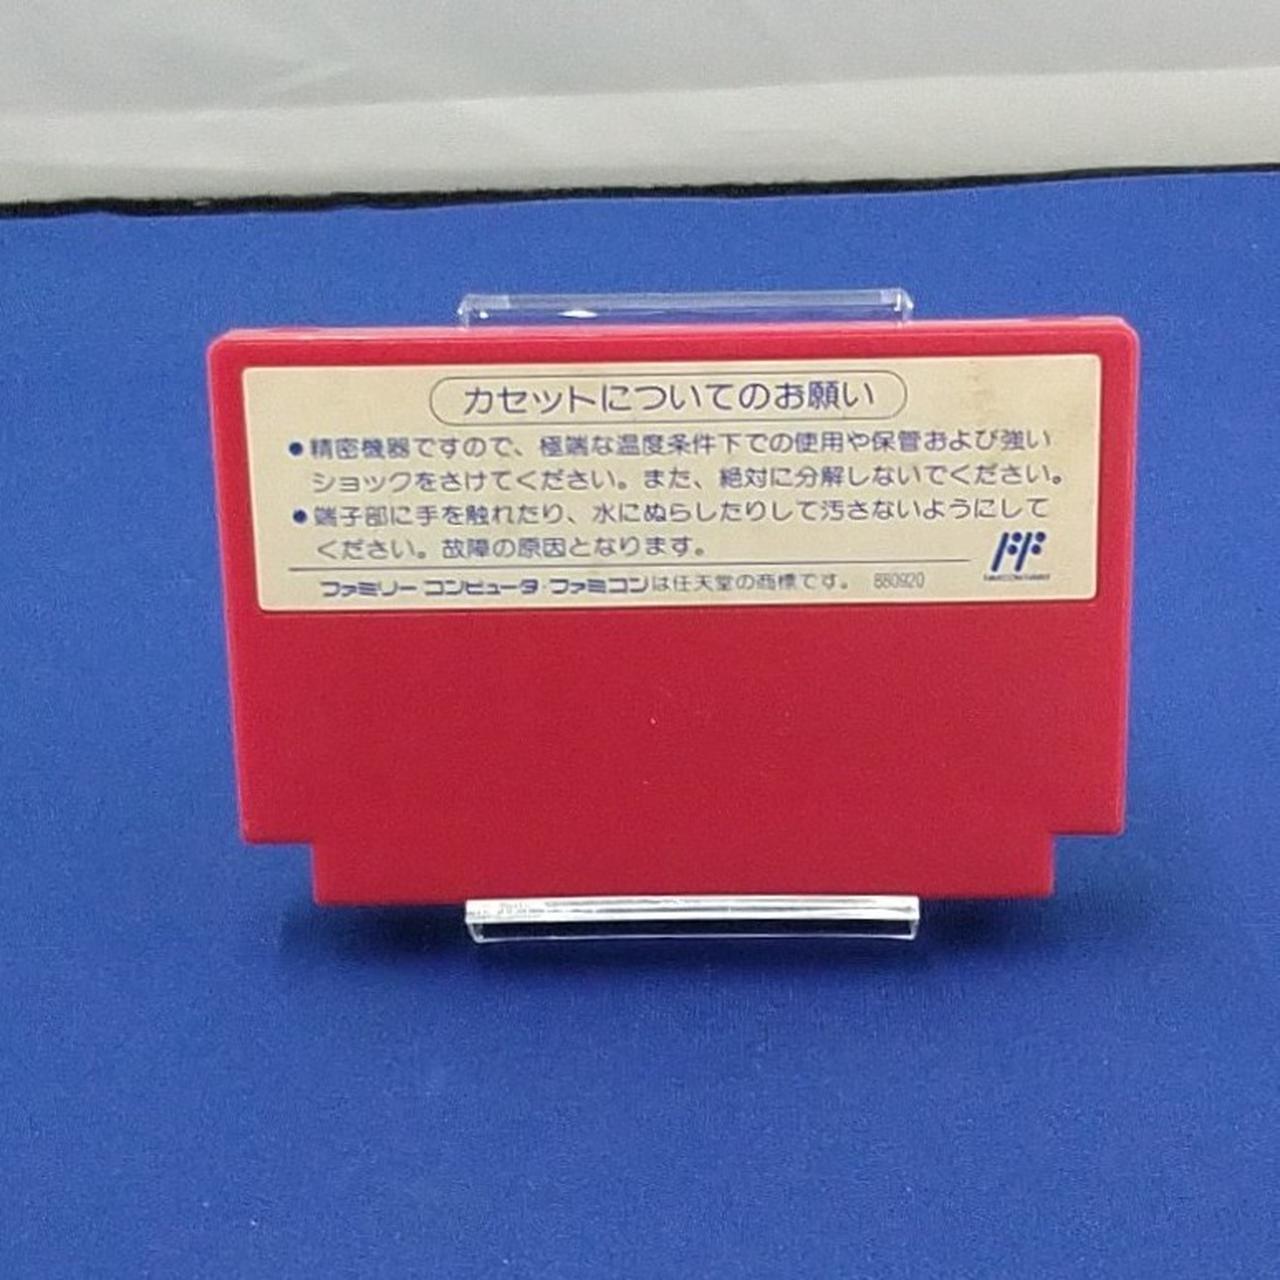 カセットについてのお願い
●精密機器ですので、極端な温度条件下での使用や保管および強い
ショックをさけてください。また、絶対に分解しないでください。
●端子部に手を触れたり、水にぬらしたりして汚さないようにして
ください。故障の原因となります。
ファミリーコンピュータ・ファミコンは任天堂の商標です。 880920